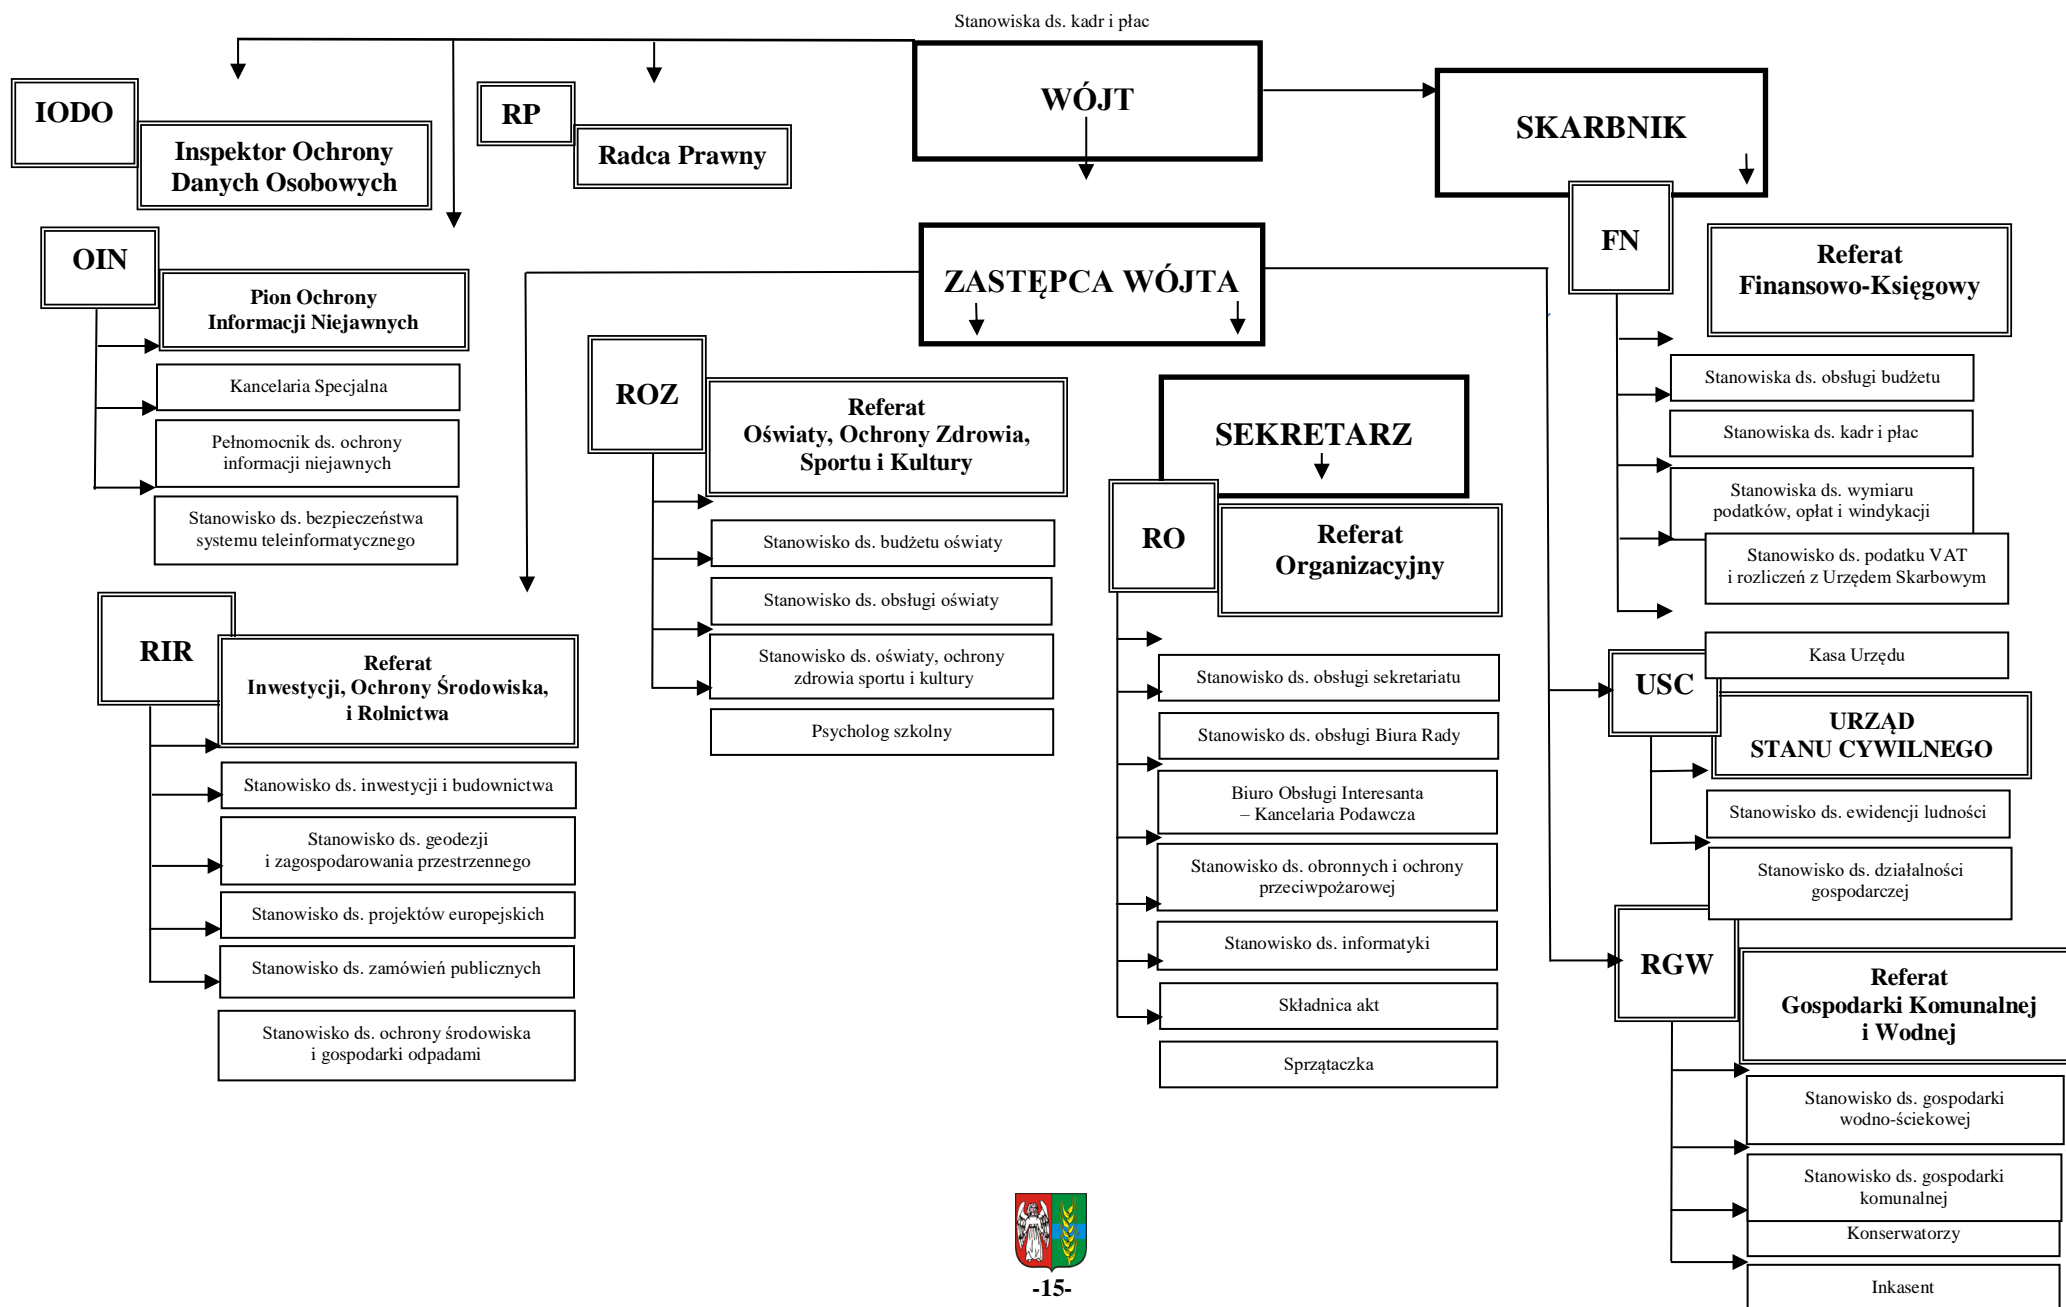 Stanowiska ds. kadr i płac
WÓJT
SKARBNIK
IODO
Inspektor Ochrony
Danych Osobowych
RP
Radca Prawny
OIN
Pion Ochrony
Informacji Niejawnych
Kancelaria Specjalna
Pełnomocnik ds. ochrony
informacji niejawnych
Stanowisko ds. bezpieczeństwa
systemu teleinformatycznego
ZASTĘPCA WÓJTA
FN
Referat
Finansowo-Księgowy
Stanowiska ds. obsługi budżetu
Stanowiska ds. kadr i płac
Stanowiska ds. wymiaru
podatków, opłat i windykacji
Stanowisko ds. podatku VAT
i rozliczeń z Urzędem Skarbowym
Kasa Urzędu
ROZ
Referat
Oświaty, Ochrony Zdrowia,
Sportu i Kultury
Stanowisko ds. budżetu oświaty
Stanowisko ds. obsługi oświaty
Stanowisko ds. oświaty, ochrony
zdrowia sportu i kultury
Psycholog szkolny
SEKRETARZ
RO
Referat
Organizacyjny
Stanowisko ds. obsługi sekretariatu
Stanowisko ds. obsługi Biura Rady
Biuro Obsługi Interesanta
– Kancelaria Podawcza
Stanowisko ds. obronnych i ochrony
przeciwpożarowej
Stanowisko ds. informatyki
Składnica akt
Sprzątaczka
RIR
Referat
Inwestycji, Ochrony Środowiska,
i Rolnictwa
Stanowisko ds. inwestycji i budownictwa
Stanowisko ds. geodezji
i zagospodarowania przestrzennego
Stanowisko ds. projektów europejskich
Stanowisko ds. zamówień publicznych
Stanowisko ds. ochrony środowiska
i gospodarki odpadami
USC
URZĄD
STANU CYWILNEGO
Stanowisko ds. ewidencji ludności
Stanowisko ds. działalności
gospodarczej
RGW
Referat
Gospodarki Komunalnej
i Wodnej
Stanowisko ds. gospodarki
wodno-ściekowej
Stanowisko ds. gospodarki
komunalnej
Konserwatorzy
Inkasent
-15-